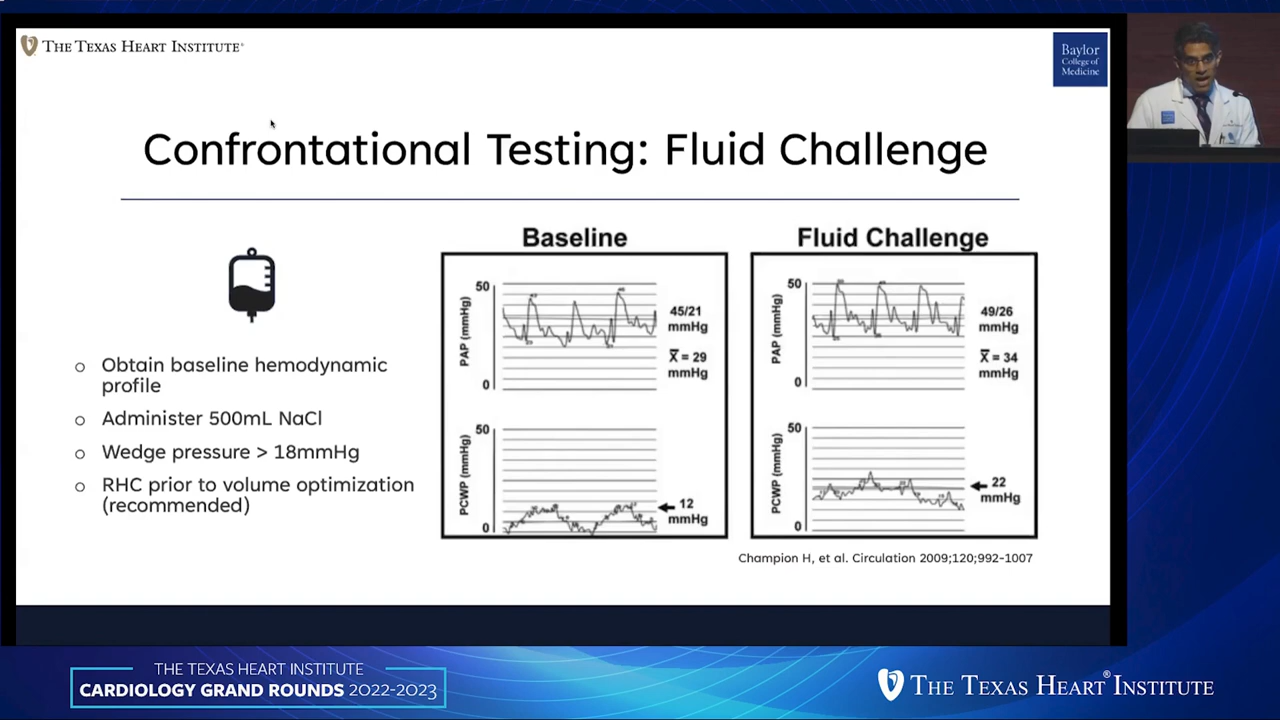 THE TEXAS HEART INSTITUTE®
Baylor
College of
Medicine
Confrontational Testing: Fluid Challenge
Obtain baseline hemodynamic
profile
Administer 500mL NaCl
Wedge pressure > 18mmHg
RHC prior to volume optimization
(recommended)
Baseline
PAP (mmHg)
50
0
45/21
mmHg
X̅ = 29
mmHg
PCWP (mmHg)
50
0
12
mmHg
Fluid Challenge
PAP (mmHg)
50
0
49/26
mmHg
X̅ = 34
mmHg
PCWP (mmHg)
50
0
22
mmHg
Champion H, et al. Circulation 2009;120;992-1007
THE TEXAS HEART INSTITUTE
CARDIOLOGY GRAND ROUNDS 2022-2023
THE TEXAS HEART® INSTITUTE